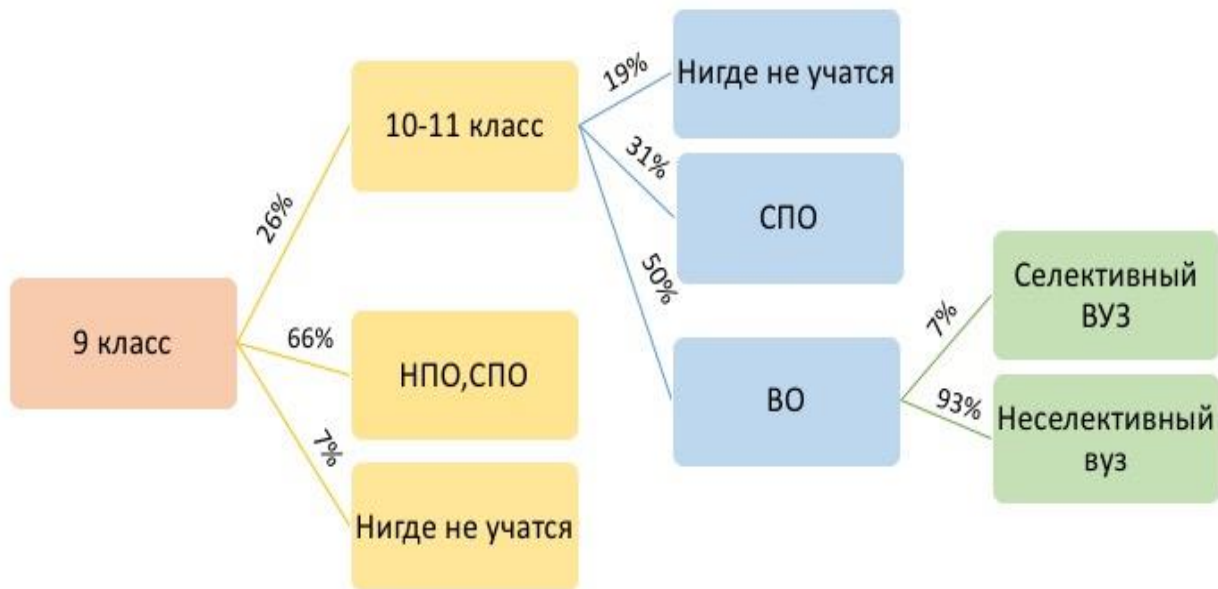 9 класс
26%
66%
7%
10-11 класс
НПО,СПО
Нигде не учатся
19%
31%
50%
Нигде не учатся
СПО
ВО
7%
93%
Селективный
ВУЗ
Неселективный
вуз